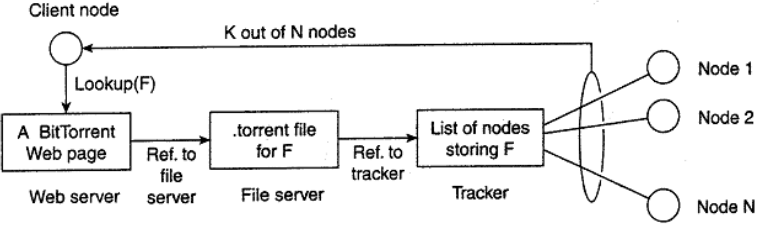 Client node
K out of N nodes
Lookup(F)
Node 1
Node 2
Node N
A BitTorrent
Web page
Ref. to
file
server
.torrent file
for F
Ref. to
tracker
List of nodes
storing F
Web server
File server
Tracker